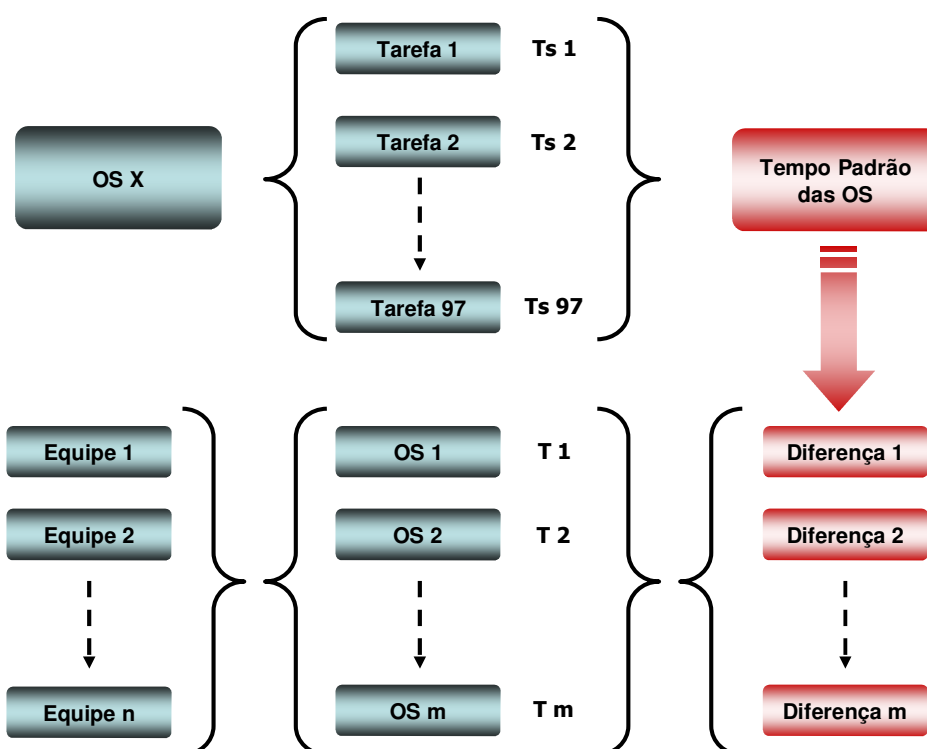 Tarefa 1 Ts 1
OS X
Tarefa 2 Ts 2
Tempo Padrão
das OS
Tarefa 97 Ts 97
Equipe 1 OS 1 T 1 Diferença 1
Equipe 2 OS 2 T 2 Diferença 2
Equipe n OS m T m Diferença m